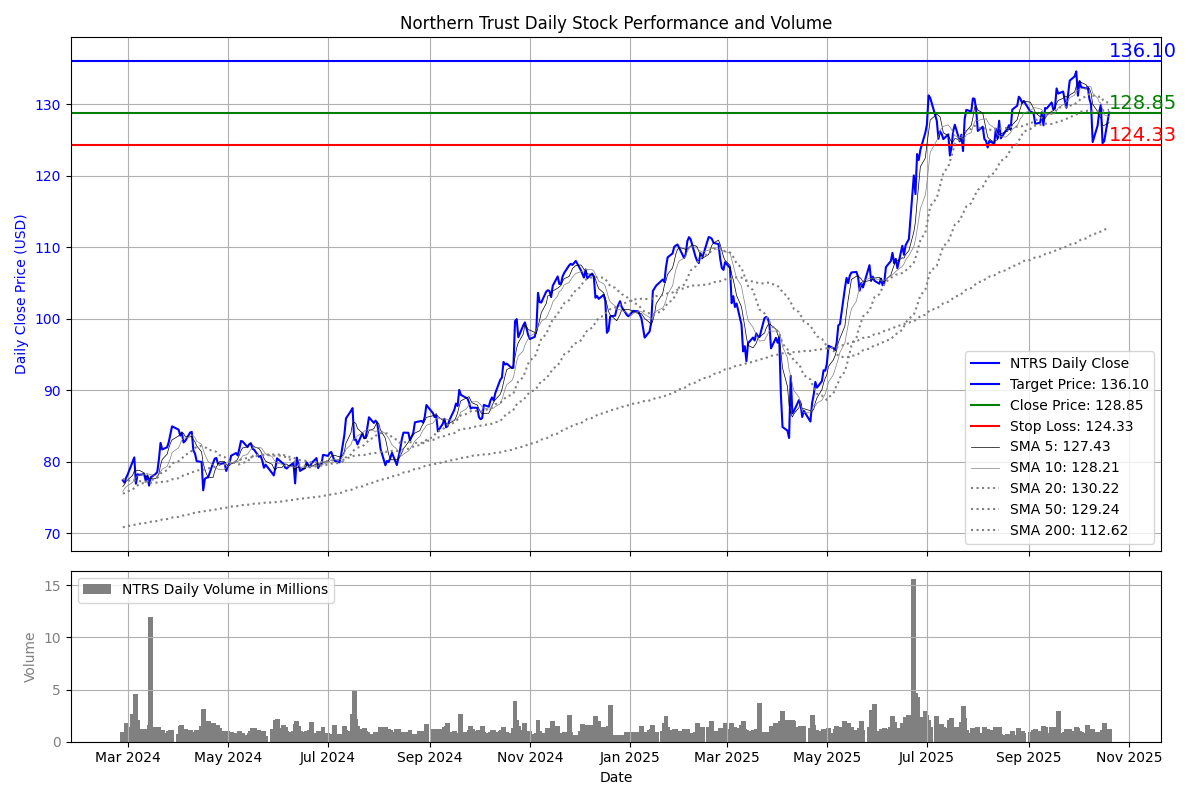 Northern Trust Daily Stock Performance and Volume
136.10
128.85
124.33
130
120
110
100
90
80
70
Daily Close Price (USD)
NTRS Daily Close
Target Price: 136.10
Close Price: 128.85
Stop Loss: 124.33
SMA 5: 127.43
SMA 10: 128.21
SMA 20: 130.22
SMA 50: 129.24
SMA 200: 112.62
NTRS Daily Volume in Millions
15
10
5
0
Volume
Mar 2024 May 2024 Jul 2024 Sep 2024 Nov 2024 Jan 2025 Mar 2025 May 2025 Jul 2025 Sep 2025 Nov 2025
Date